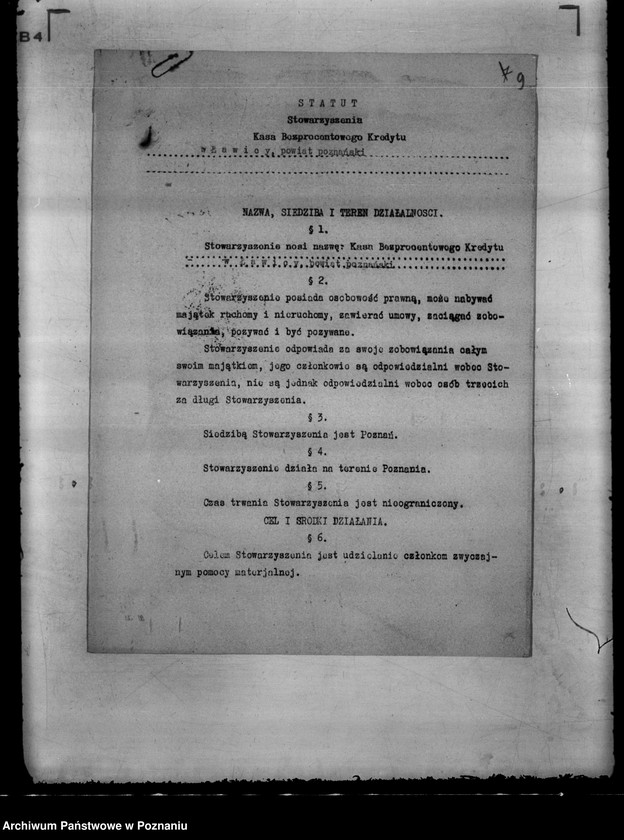 B4
9
S T A T U T
Stowarzyszenia
Kasa Bezprocentowego Kredytu
w Ł a w i c y, powiat poznański
NAZWA, SIEDZIBA I TEREN DZIAŁALNOSCI.
§ 1.
Stowarzyszenie nosi nazwę: Kasa Bezprocentowego Kredytu
w Ł a w i c y, powiat poznański
§ 2.
Stowarzyszenie posiada osobowość prawną, może nabywać
majątek ruchomy i nieruchomy, zawierać umowy, zaciągać zobo-
wiązania, pozywać i być pozywane.
Stowarzyszenie odpowiada za swoje zobowiązania całym
swoim majątkiem, jego członkowie są odpowiedzialni wobec Sto-
warzyszenia, nie są jednak odpowiedzialni wobec osób trzecich
za długi Stowarzyszenia.
§ 3.
Siedzibą Stowarzyszenia jest Poznań.
§ 4.
Stowarzyszenie działa na terenie Poznania.
§ 5.
Czas trwania Stowarzyszenia jest nieograniczony.
CEL I SRODKI DZIAŁANIA.
§ 6.
Celem Stowarzyszenia jest udzielanie członkom zwyczaj-
nym pomocy materjalnej.
Archiwum Państwowe w Poznaniu